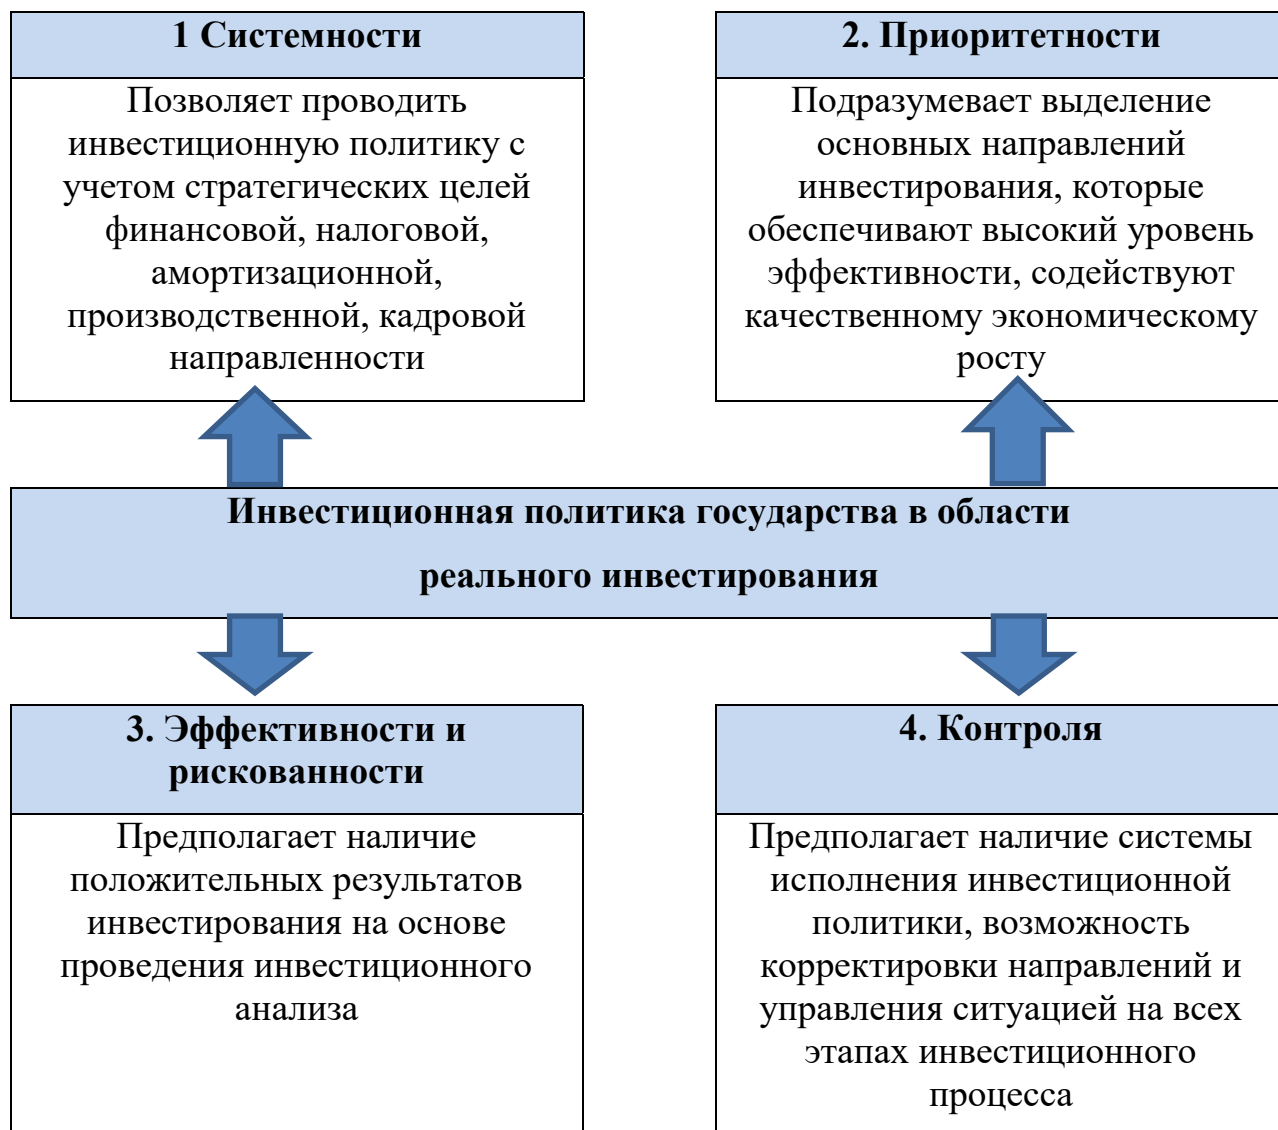 1 Системности
Позволяет проводить
инвестиционную политику с
учетом стратегических целей
финансовой, налоговой,
амортизационной,
производственной, кадровой
направленности
2. Приоритетности
Подразумевает выделение
основных направлений
инвестирования, которые
обеспечивают высокий уровень
эффективности, содействуют
качественному экономическому
росту
Инвестиционная политика государства в области
реального инвестирования
3. Эффективности и
рискованности
Предполагает наличие
положительных результатов
инвестирования на основе
проведения инвестиционного
анализа
4. Контроля
Предполагает наличие системы
исполнения инвестиционной
политики, возможность
корректировки направлений и
управления ситуацией на всех
этапах инвестиционного
процесса